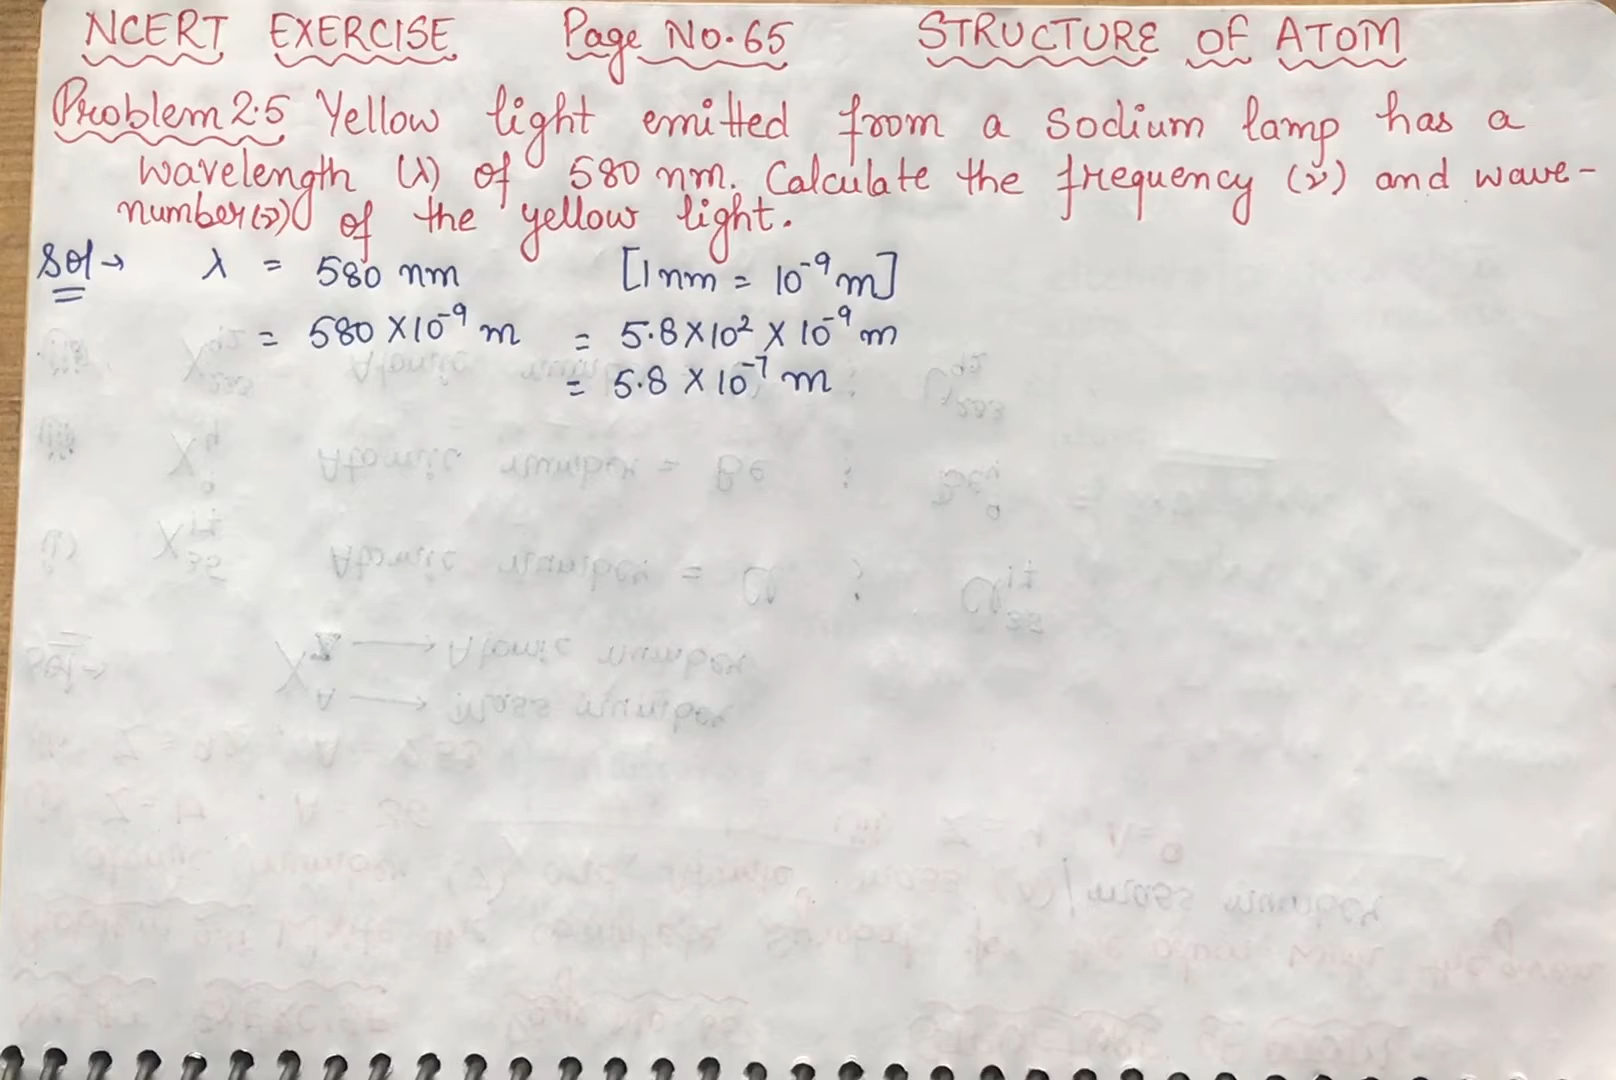 NCERT EXERCISE Page No.65 STRUCTURE OF ATOM
Problem 2.5 Yellow light emitted from a sodium lamp has a
wavelength (λ) of 580 nm. Calculate the frequency (ν) and wave-
number(ν̄) of the yellow light.
Sol→ λ = 580 nm [1 nm = 10⁻⁹ m]
= 580 X 10⁻⁹ m = 5.8 X 10² X 10⁻⁹ m
= 5.8 X 10⁻⁷ m